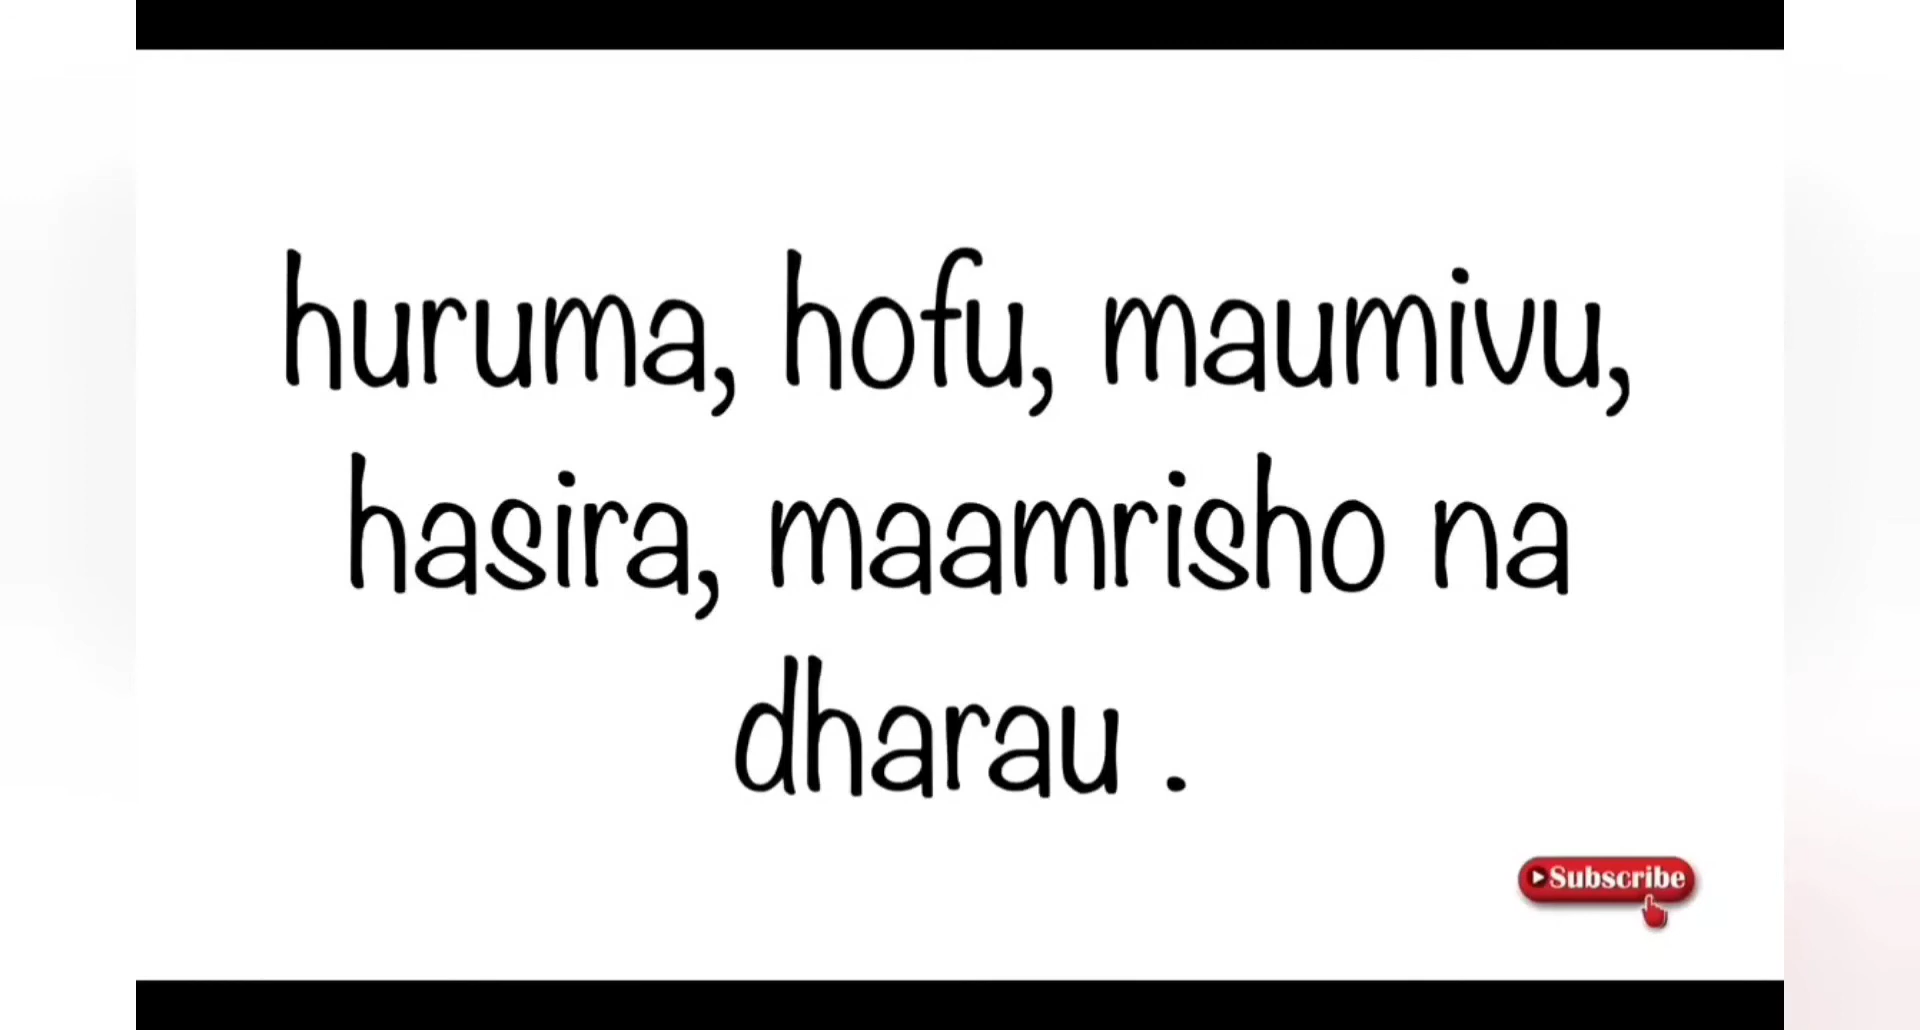 huruma, hofu, maumivu,
hasira, maamrisho na
dharau .
Subscribe